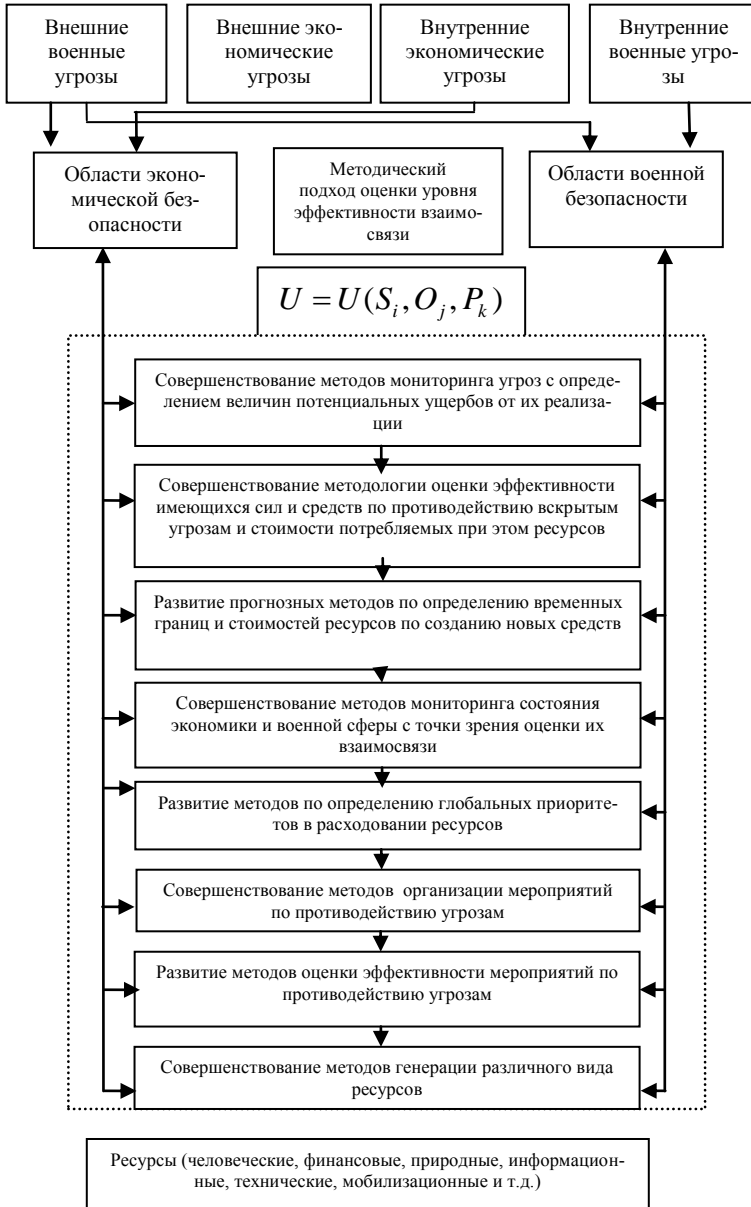 Внешние
военные
угрозы
Внешние эко-
номические
угрозы
Внутренние
экономические
угрозы
Внутренние
военные угро-
зы
Области эконо-
мической без-
опасности
Методический
подход оценки уровня
эффективности взаимо-
связи
Области военной
безопасности
U = U(S_i, O_j, P_k)
Совершенствование методов мониторинга угроз с опреде-
лением величин потенциальных ущербов от их реализа-
ции
Совершенствование методологии оценки эффективности
имеющихся сил и средств по противодействию вскрытым
угрозам и стоимости потребляемых при этом ресурсов
Развитие прогнозных методов по определению временных
границ и стоимостей ресурсов по созданию новых средств
Совершенствование методов мониторинга состояния
экономики и военной сферы с точки зрения оценки их
взаимосвязи
Развитие методов по определению глобальных приорите-
тов в расходовании ресурсов
Совершенствование методов организации мероприятий
по противодействию угрозам
Развитие методов оценки эффективности мероприятий по
противодействию угрозам
Совершенствование методов генерации различного вида
ресурсов
Ресурсы (человеческие, финансовые, природные, информацион-
ные, технические, мобилизационные и т.д.)